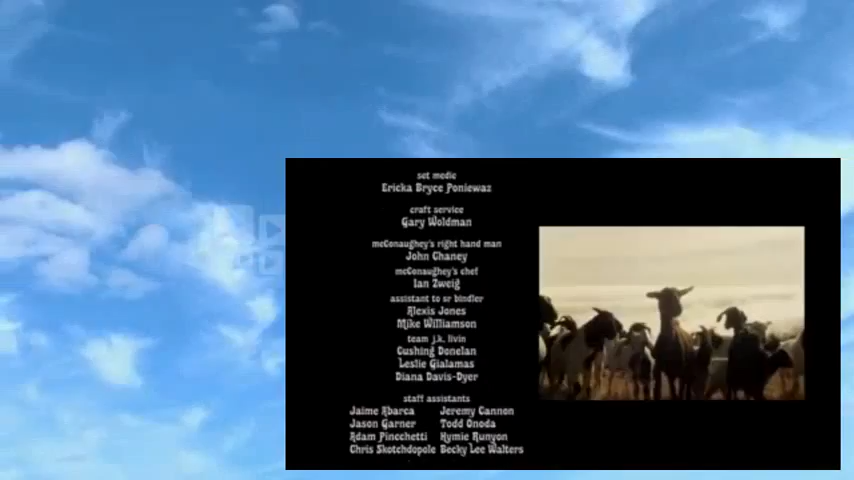 set medic
Ericka Bryce Poniewaz
craft service
Gary Woldman
mcConaughey's right hand man
John Chaney
mcConaughey's chef
Ian Zweig
assistant to sr bindler
Alexis Jones
Mike Williamson
team j.k. livin
Cushing Donelan
Leslie Gialamas
Diana Davis-Dyer
staff assistants
Jaime Abarca Jeremy Cannon
Jason Garner Todd Onoda
Adam Pincchetti Hymie Runyon
Chris Skotchdopole Becky Lee Walters